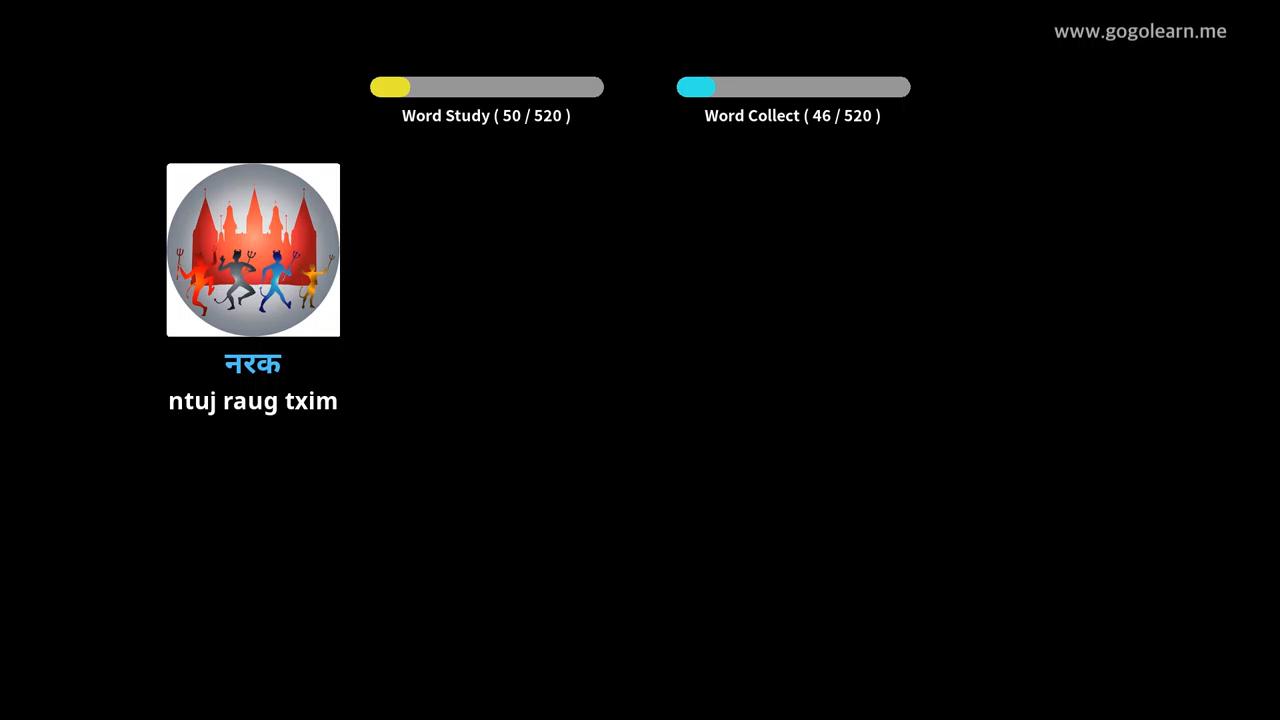 www.gogolearn.me
Word Study ( 50 / 520 )
Word Collect ( 46 / 520 )
नरक
ntuj raug txim